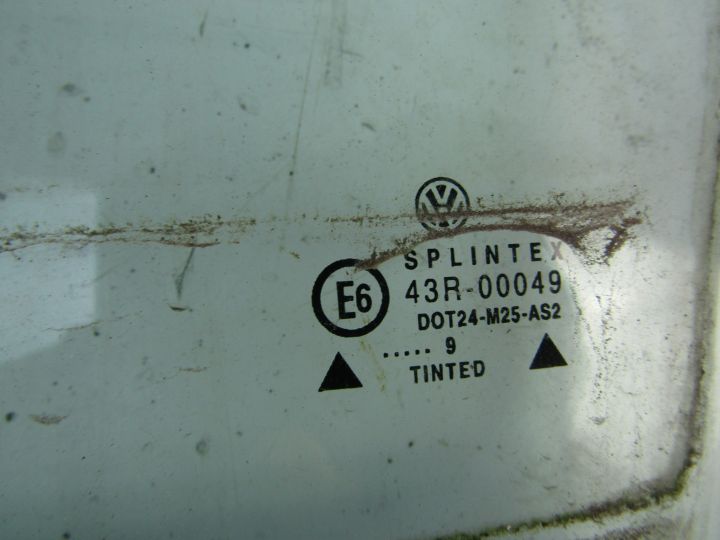 SPLINTEX
E6
43R-00049
DOT24-M25-AS2
..... 9
TINTED